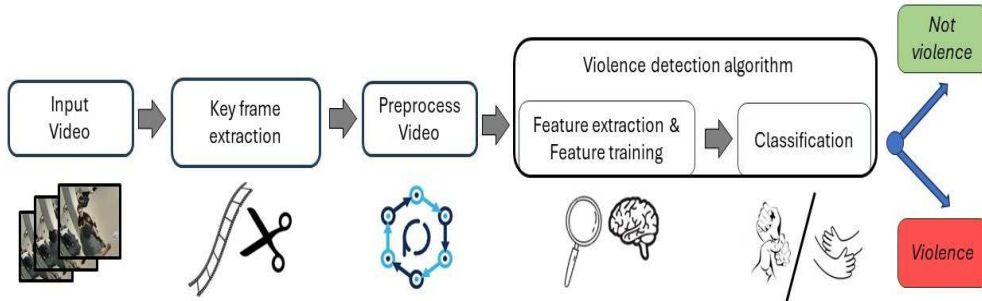 Input
Video
Key frame
extraction
Preprocess
Video
Violence detection algorithm
Feature extraction &
Feature training
Classification
Not
violence
Violence